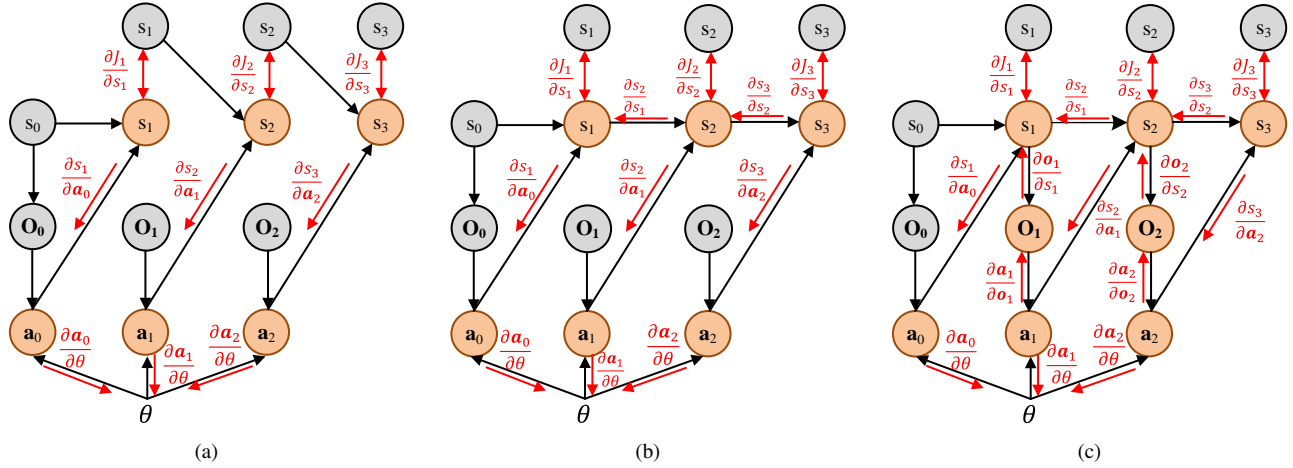 s₁ s₂ s₃
∂J₁/∂s₁ ∂J₂/∂s₂ ∂J₃/∂s₃
s₀ s₁ s₂ s₃
∂s₁/∂a₀ ∂s₂/∂a₁ ∂s₃/∂a₂
O₀ O₁ O₂
a₀ a₁ a₂
∂a₀/∂θ ∂a₁/∂θ ∂a₂/∂θ
θ
(a)
s₁ s₂ s₃
∂J₁/∂s₁ ∂J₂/∂s₂ ∂J₃/∂s₃
∂s₂/∂s₁ ∂s₃/∂s₂
s₀ s₁ s₂ s₃
∂s₁/∂a₀ ∂s₂/∂a₁ ∂s₃/∂a₂
O₀ O₁ O₂
a₀ a₁ a₂
∂a₀/∂θ ∂a₁/∂θ ∂a₂/∂θ
θ
(b)
s₁ s₂ s₃
∂J₁/∂s₁ ∂J₂/∂s₂ ∂J₃/∂s₃
∂s₂/∂s₁ ∂s₃/∂s₂
s₀ s₁ s₂ s₃
∂s₁/∂a₀ ∂o₁/∂s₁ ∂o₂/∂s₂
O₀ O₁ ∂s₂/∂a₁ O₂ ∂s₃/∂a₂
∂a₁/∂o₁ ∂a₂/∂o₂
a₀ a₁ a₂
∂a₀/∂θ ∂a₁/∂θ ∂a₂/∂θ
θ
(c)